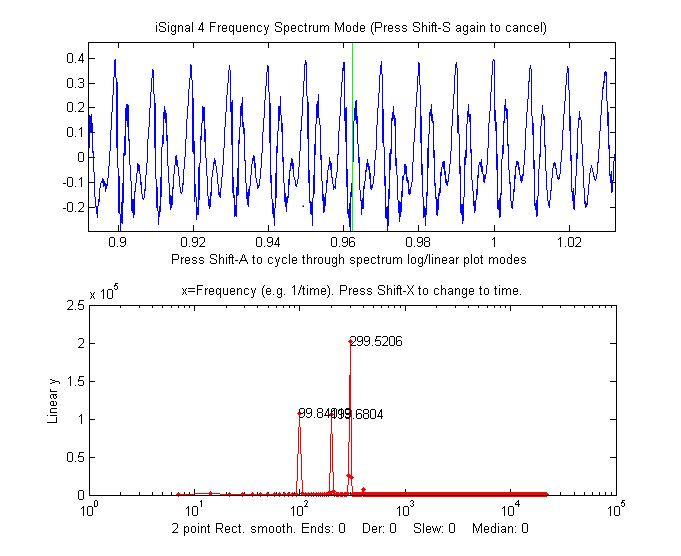 iSignal 4 Frequency Spectrum Mode (Press Shift-S again to cancel)
0.4
0.3
0.2
0.1
0
-0.1
-0.2
0.9 0.92 0.94 0.96 0.98 1 1.02
Press Shift-A to cycle through spectrum log/linear plot modes
x=Frequency (e.g. 1/time). Press Shift-X to change to time.
x 10^5
2.5
2
1.5
1
0.5
0
Linear y
299.5206
99.8402
199.6804
10^0 10^1 10^2 10^3 10^4 10^5
2 point Rect. smooth. Ends: 0 Der: 0 Slew: 0 Median: 0